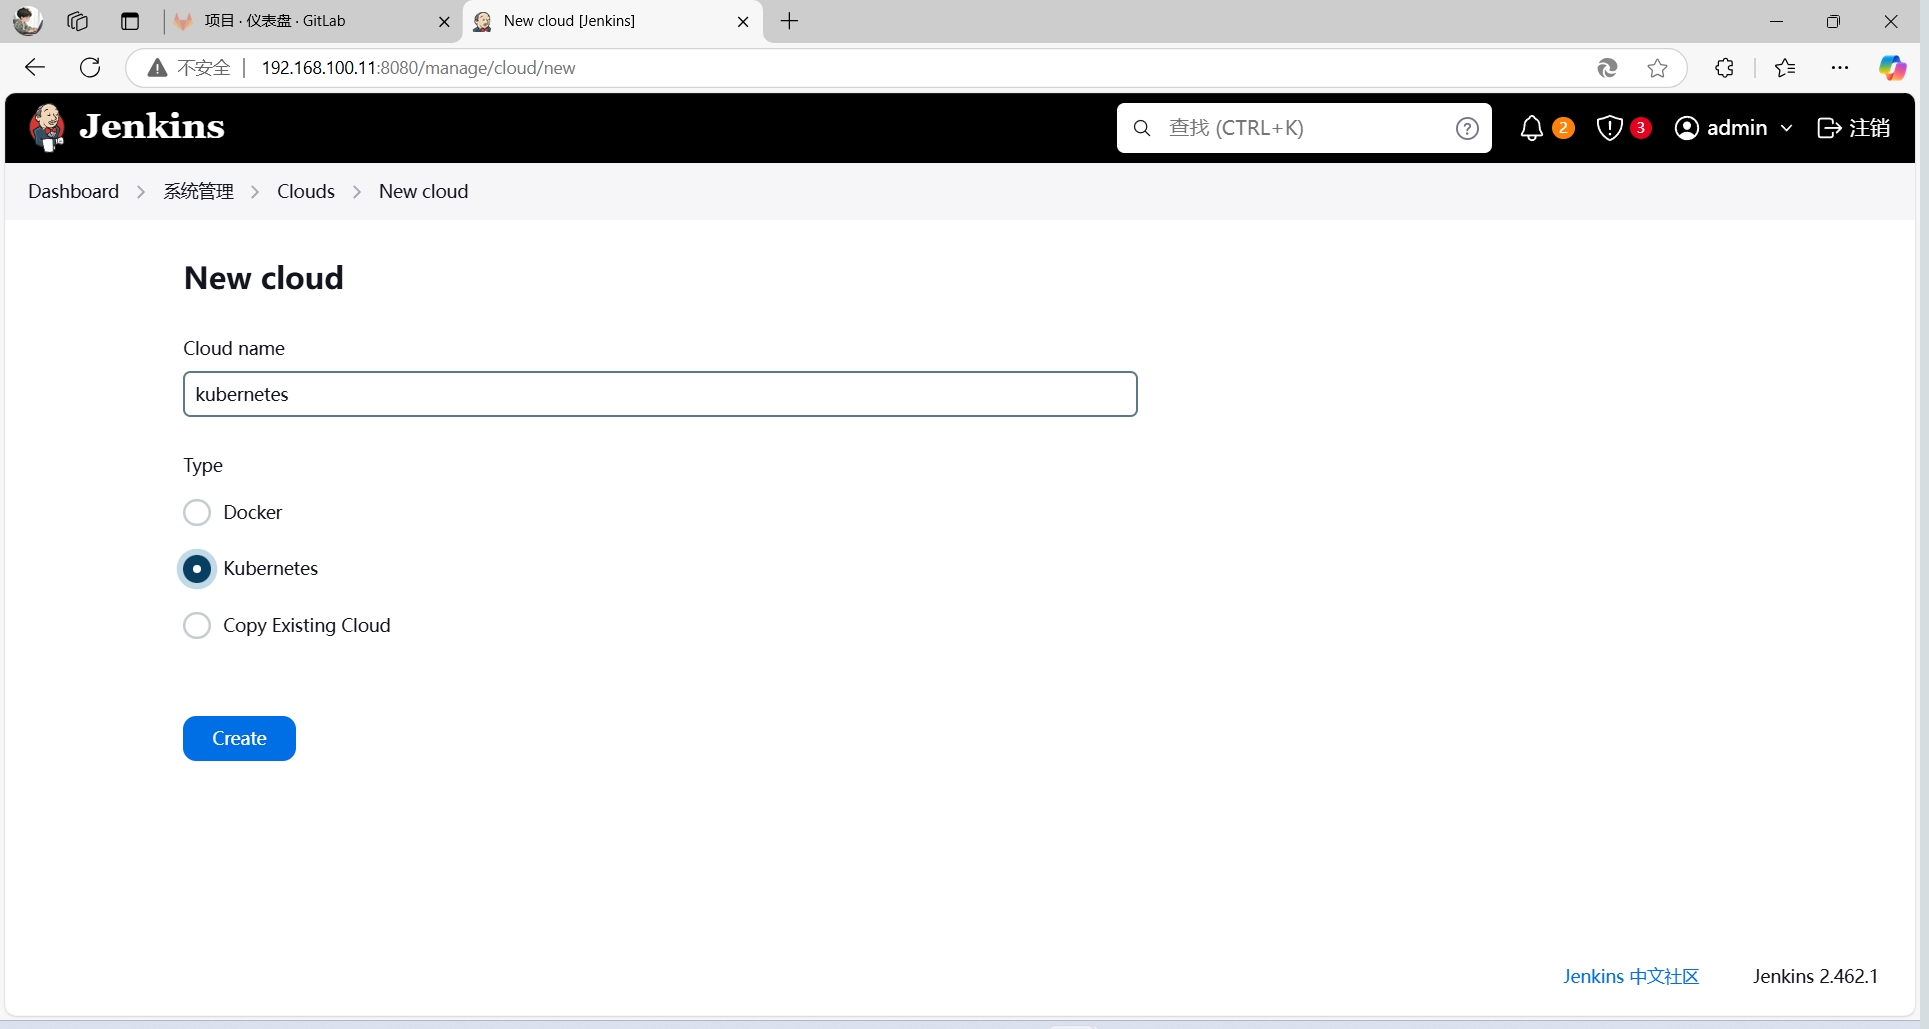 项目 · 仪表盘 · GitLab
New cloud [Jenkins]
不安全 192.168.100.11:8080/manage/cloud/new
Jenkins
查找 (CTRL+K)
2
3
admin
注销
Dashboard
系统管理
Clouds
New cloud
New cloud
Cloud name
kubernetes
Type
Docker
Kubernetes
Copy Existing Cloud
Create
Jenkins 中文社区
Jenkins 2.462.1